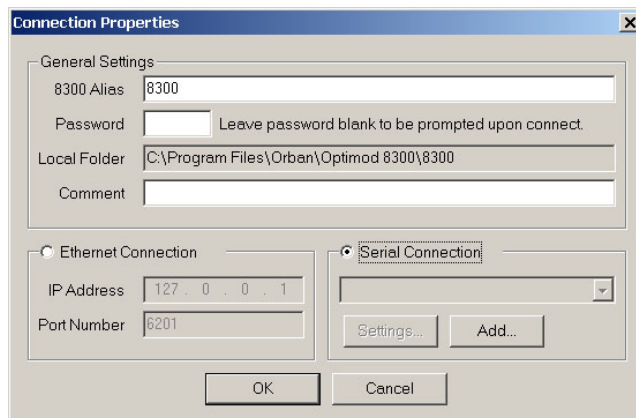 Connection Properties
General Settings
8300 Alias 8300
Password Leave password blank to be prompted upon connect.
Local Folder C:\Program Files\Orban\Optimod 8300\8300
Comment
Ethernet Connection
IP Address 127 . 0 . 0 . 1
Port Number 6201
Serial Connection
Settings... Add...
OK Cancel